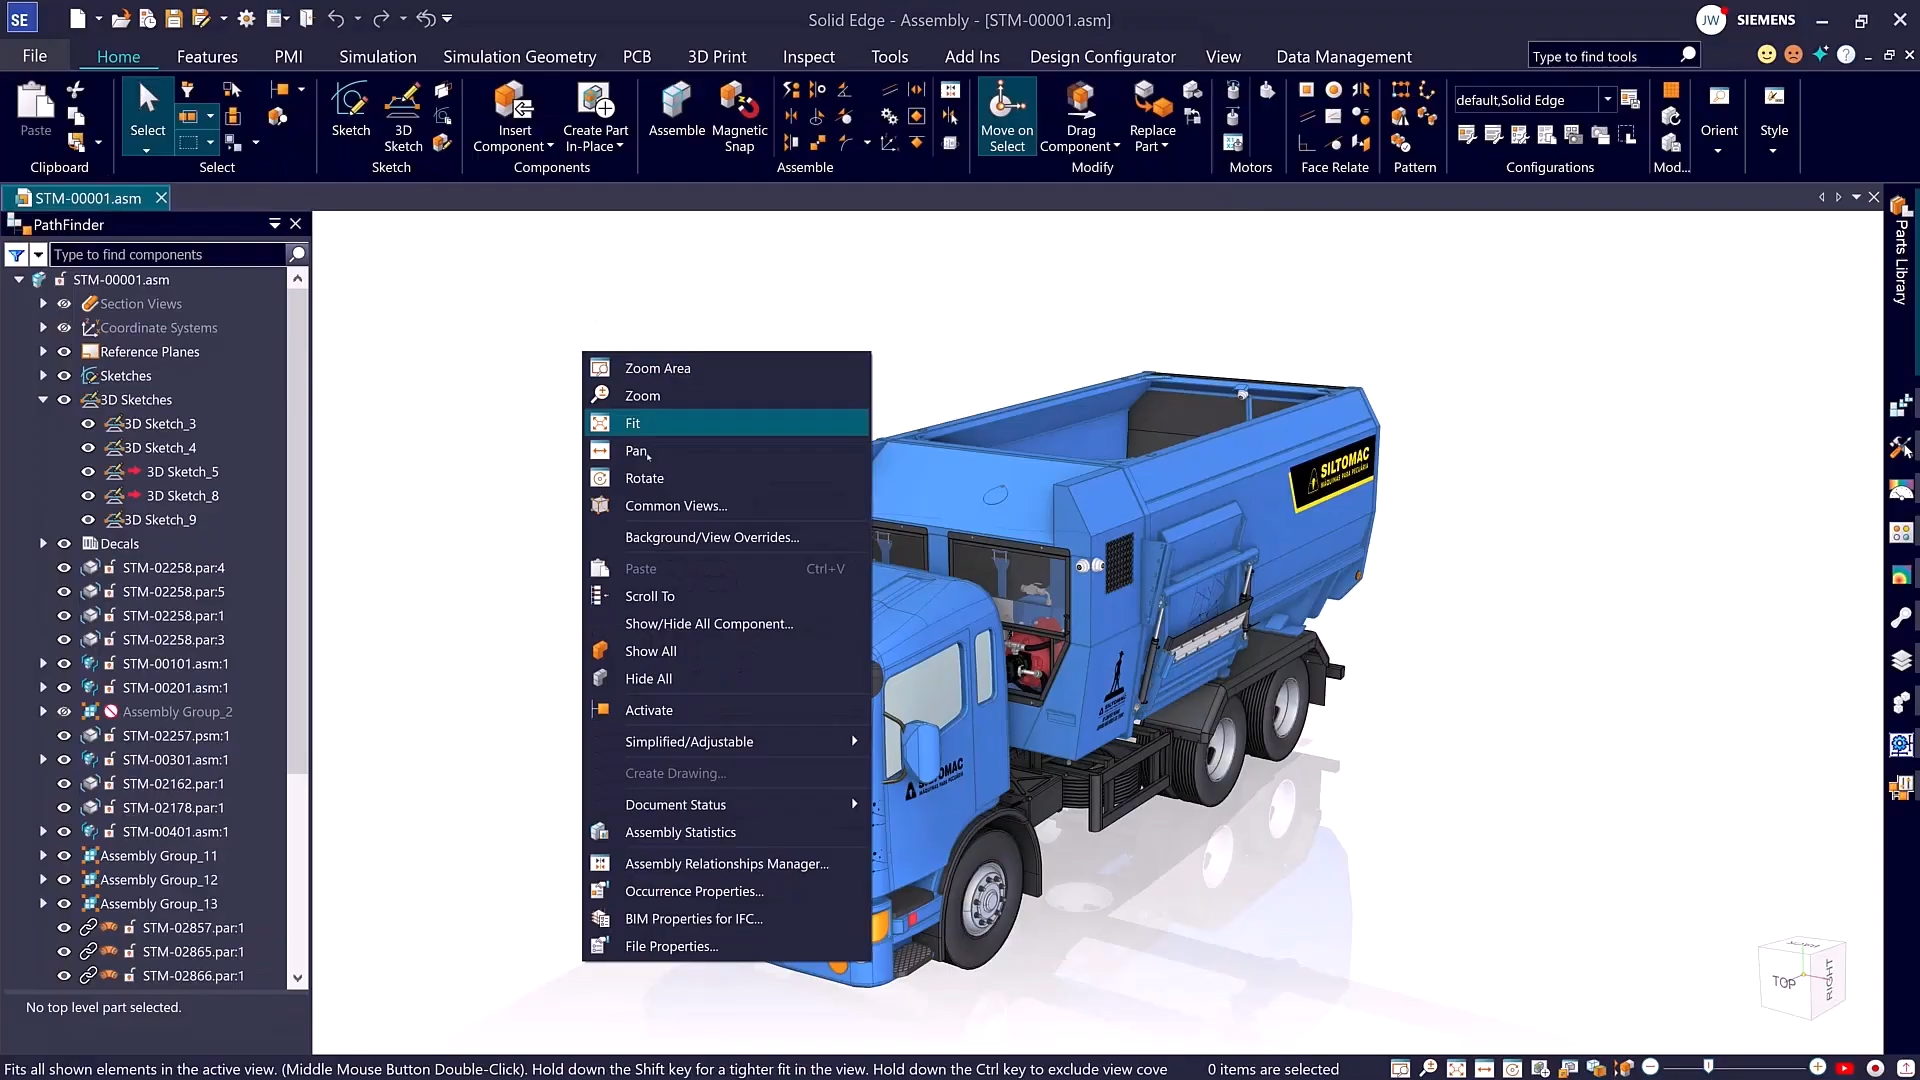 SE
Solid Edge - Assembly - [STM-00001.asm]
JW
SIEMENS
File
Home
Features
PMI
Simulation
Simulation Geometry
PCB
3D Print
Inspect
Tools
Add Ins
Design Configurator
View
Data Management
Type to find tools
Paste
Select
Sketch
3D
Sketch
Insert
Component
Create Part
In-Place
Assemble
Magnetic
Snap
Move on
Select
Drag
Component
Replace
Part
default,Solid Edge
Orient
Style
Clipboard
Select
Sketch
Components
Assemble
Modify
Motors
Face Relate
Pattern
Configurations
Mod...
STM-00001.asm
PathFinder
Type to find components
STM-00001.asm
Section Views
Coordinate Systems
Reference Planes
Sketches
3D Sketches
3D Sketch_3
3D Sketch_4
3D Sketch_5
3D Sketch_8
3D Sketch_9
Decals
STM-02258.par:4
STM-02258.par:5
STM-02258.par:1
STM-02258.par:3
STM-00101.asm:1
STM-00201.asm:1
Assembly Group_2
STM-02257.psm:1
STM-00301.asm:1
STM-02162.par:1
STM-02178.par:1
STM-00401.asm:1
Assembly Group_11
Assembly Group_12
Assembly Group_13
STM-02857.par:1
STM-02865.par:1
STM-02866.par:1
No top level part selected.
Zoom Area
Zoom
Fit
Pan
Rotate
Common Views...
Background/View Overrides...
Paste Ctrl+V
Scroll To
Show/Hide All Component...
Show All
Hide All
Activate
Simplified/Adjustable
Create Drawing...
Document Status
Assembly Statistics
Assembly Relationships Manager...
Occurrence Properties...
BIM Properties for IFC...
File Properties...
SILTOMAC
MÁQUINAS PARA PECUÁRIA
SILTOMAC
Parts Library
TOP
RIGHT
Fits all shown elements in the active view. (Middle Mouse Button Double-Click). Hold down the Shift key for a tighter fit in the view. Hold down the Ctrl key to exclude view cove
0 items are selected